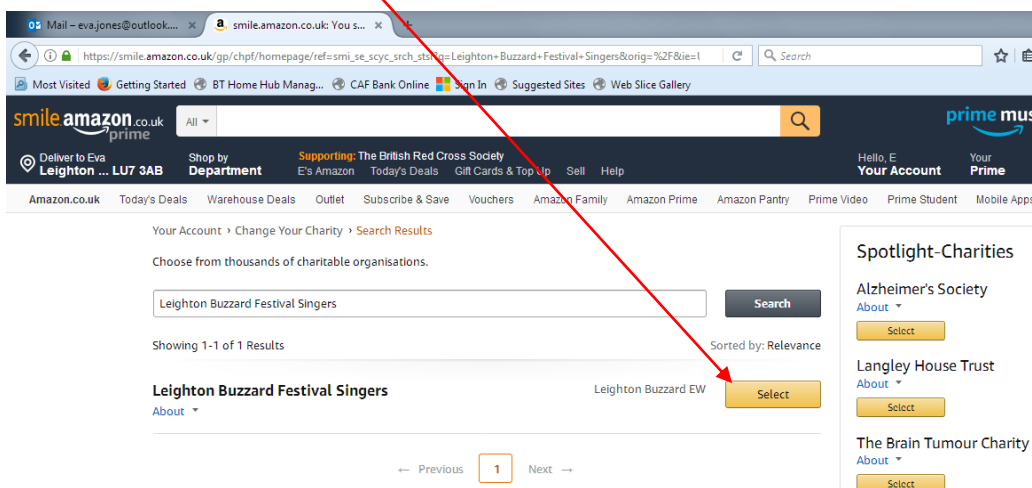 Mail – eva.jones@outlook.... × smile.amazon.co.uk: You s... × +
https://smile.amazon.co.uk/gp/chpf/homepage/ref=smi_se_scyc_srch_stsr?q=Leighton+Buzzard+Festival+Singers&orig=%2F&ie=l Search
Most Visited Getting Started BT Home Hub Manag... CAF Bank Online Sign In Suggested Sites Web Slice Gallery
smile.amazon.co.uk All prime mus
prime
Deliver to Eva Shop by Supporting: The British Red Cross Society Hello, E Your
Leighton ... LU7 3AB Department E's Amazon Today's Deals Gift Cards & Top Up Sell Help Your Account Prime
Amazon.co.uk Today's Deals Warehouse Deals Outlet Subscribe & Save Vouchers Amazon Family Amazon Prime Amazon Pantry Prime Video Prime Student Mobile Apps
Your Account › Change Your Charity › Search Results
Choose from thousands of charitable organisations.
Leighton Buzzard Festival Singers Search
Showing 1-1 of 1 Results Sorted by: Relevance
Leighton Buzzard Festival Singers Leighton Buzzard EW Select
About
← Previous 1 Next →
Spotlight-Charities
Alzheimer's Society
About
Select
Langley House Trust
About
Select
The Brain Tumour Charity
About
Select